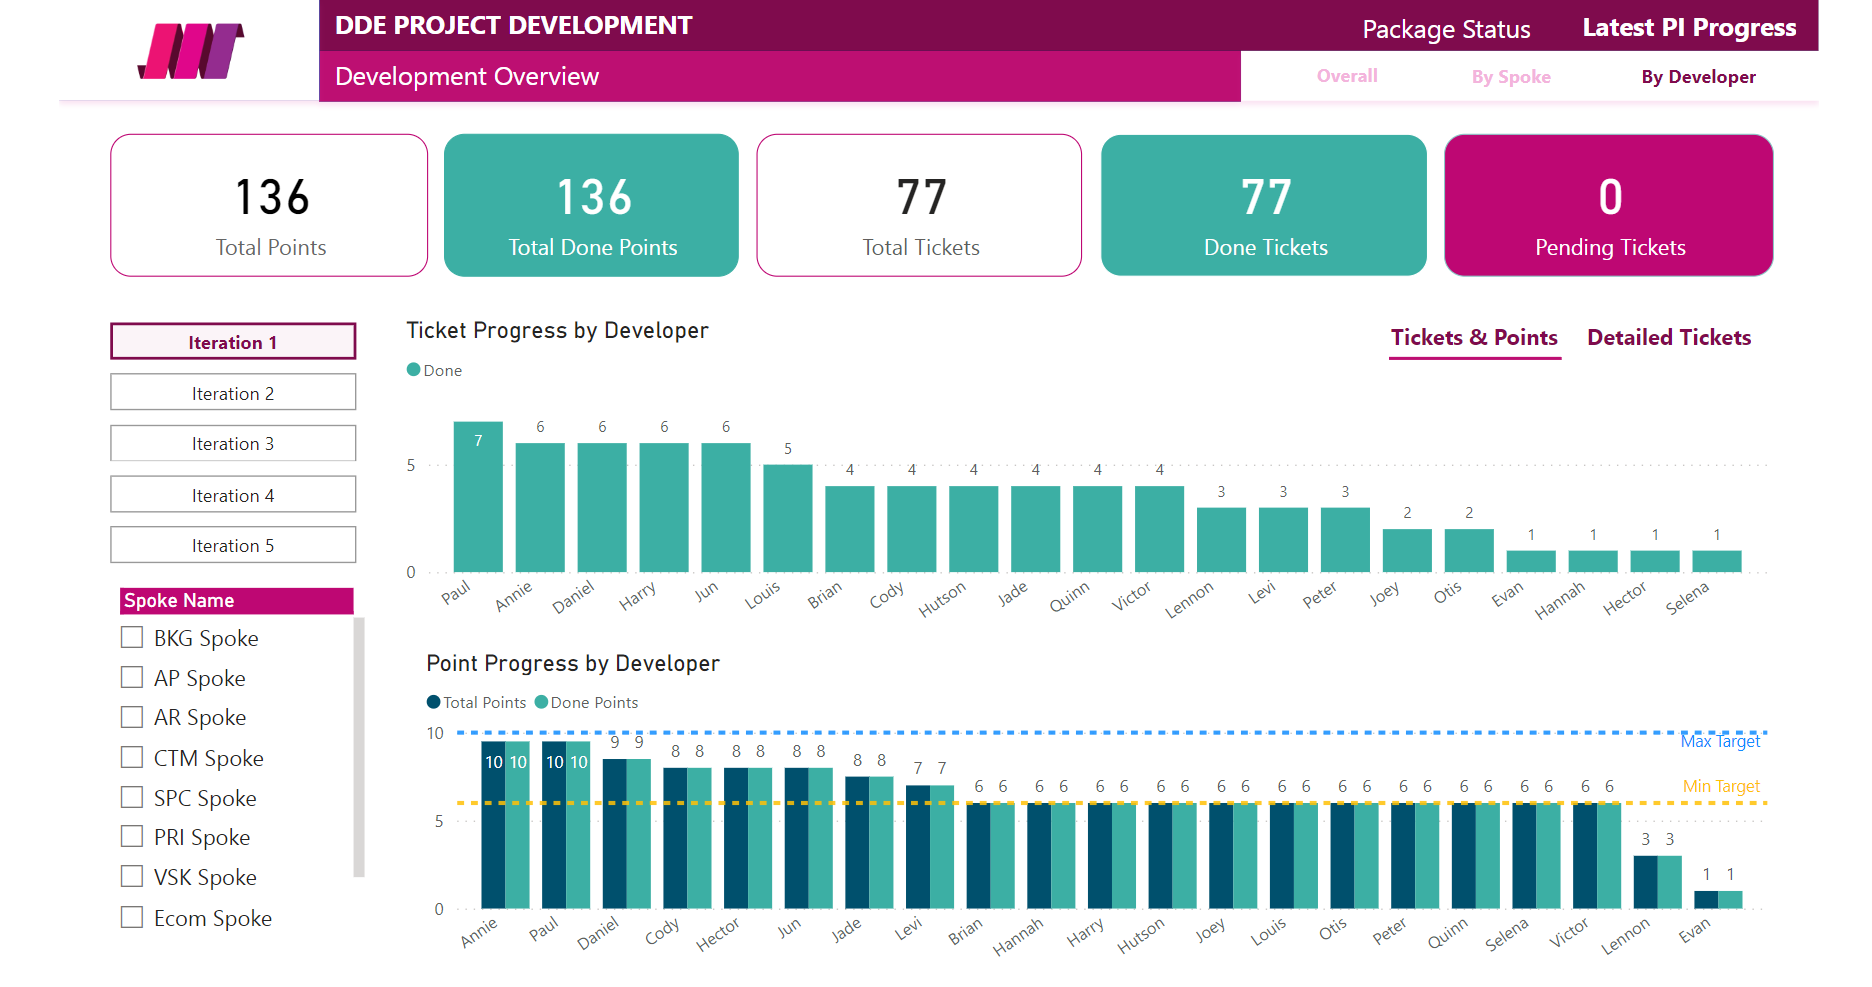 DDE PROJECT DEVELOPMENT
Package Status
Latest PI Progress
Development Overview
Overall
By Spoke
By Developer
136
Total Points
136
Total Done Points
77
Total Tickets
77
Done Tickets
0
Pending Tickets
Iteration 1
Iteration 2
Iteration 3
Iteration 4
Iteration 5
Spoke Name
BKG Spoke
AP Spoke
AR Spoke
CTM Spoke
SPC Spoke
PRI Spoke
VSK Spoke
Ecom Spoke
Ticket Progress by Developer
Tickets & Points
Detailed Tickets
Done
7 6 6 6 6 5 4 4 4 4 4 4 3 3 3 2 2 1 1 1 1
5
0
Paul Annie Daniel Harry Jun Louis Brian Cody Hutson Jade Quinn Victor Lennon Levi Peter Joey Otis Evan Hannah Hector Selena
Point Progress by Developer
Total Points Done Points
10
Max Target
10 10 10 10 9 9 8 8 8 8 8 8 8 8 7 7 6 6 6 6 6 6 6 6 6 6 6 6 6 6 6 6 6 6 6 6 6 6 3 3 1 1
Min Target
5
0
Annie Paul Daniel Cody Hector Jun Jade Levi Brian Hannah Harry Hutson Joey Louis Otis Peter Quinn Selena Victor Lennon Evan